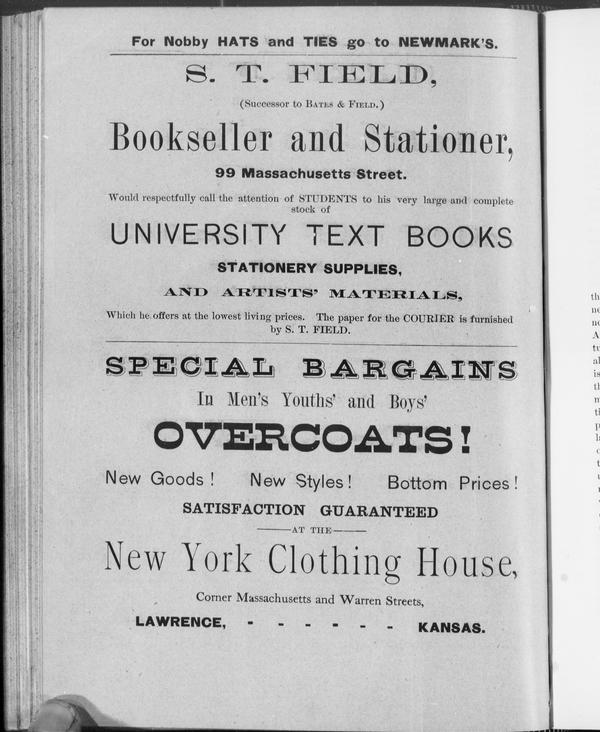 For Nobby HATS and TIES go to NEWMARK'S.
S. T. FIELD,
(Successor to BATES & FIELD.)
Bookseller and Stationer,
99 Massachusetts Street.
Would respectfully call the attention of STUDENTS to his very large and complete
stock of
UNIVERSITY TEXT BOOKS
STATIONERY SUPPLIES,
AND ARTISTS' MATERIALS,
Which he offers at the lowest living prices. The paper for the COURIER is furnished
by S. T. FIELD.
SPECIAL BARGAINS
In Men's Youths' and Boys'
OVERCOATS!
New Goods! New Styles! Bottom Prices!
SATISFACTION GUARANTEED
AT THE
New York Clothing House,
Corner Massachusetts and Warren Streets,
LAWRENCE, - - - - - - KANSAS.